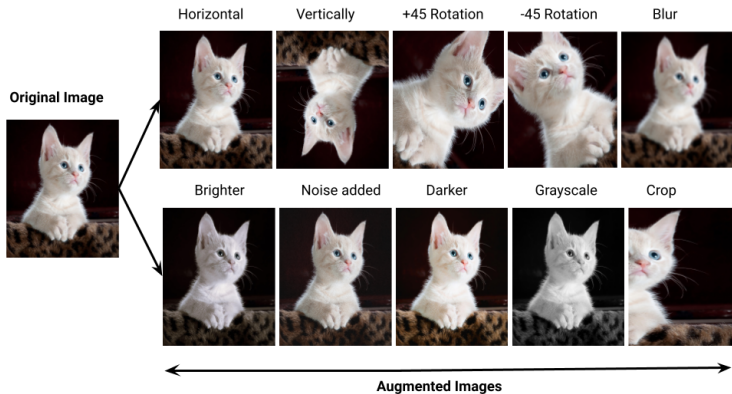 Horizontal
Vertically
+45 Rotation
-45 Rotation
Blur
Original Image
Brighter
Noise added
Darker
Grayscale
Crop
Augmented Images